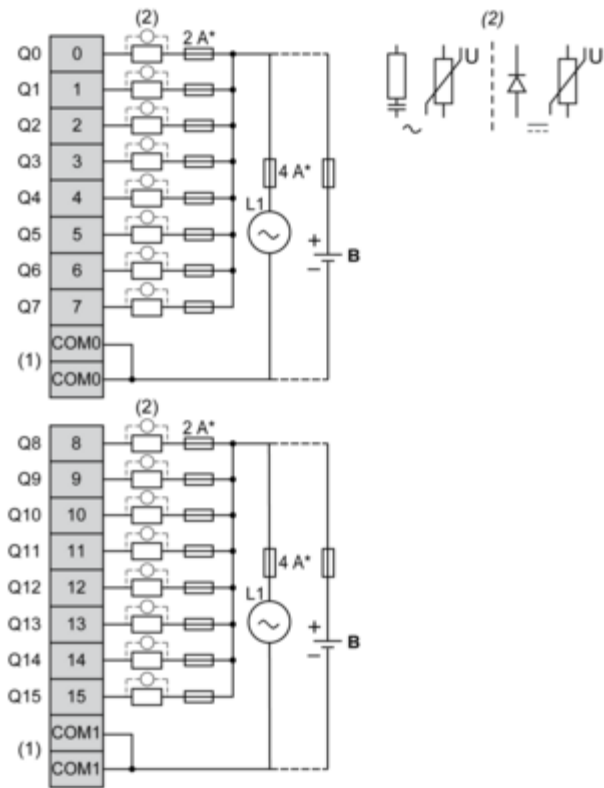 (2)
(2)
Q0 0 2 A*
U U
Q1 1
Q2 2
Q3 3
4 A*
Q4 4
L1
Q5 5
Q6 6
+
− B
Q7 7
COM0
(1)
COM0
(2)
Q8 8 2 A*
Q9 9
Q10 10
Q11 11
4 A*
Q12 12
L1
Q13 13
Q14 14
+
− B
Q15 15
COM1
(1)
COM1